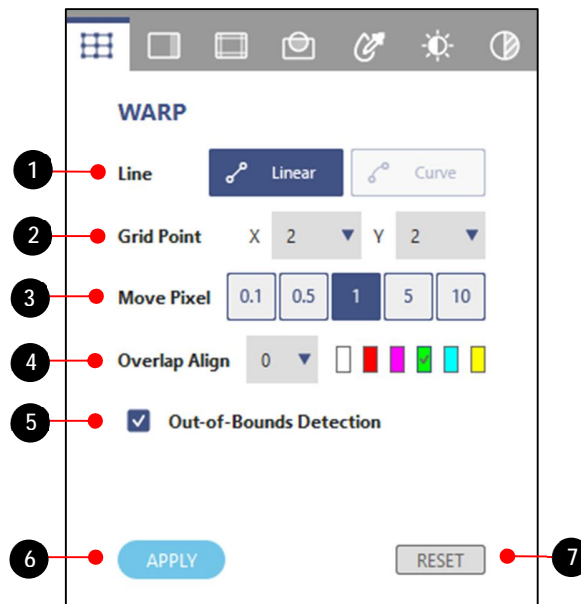 WARP
1 Line Linear Curve
2 Grid Point X 2 Y 2
3 Move Pixel 0.1 0.5 1 5 10
4 Overlap Align 0
5 Out-of-Bounds Detection
6 APPLY RESET 7